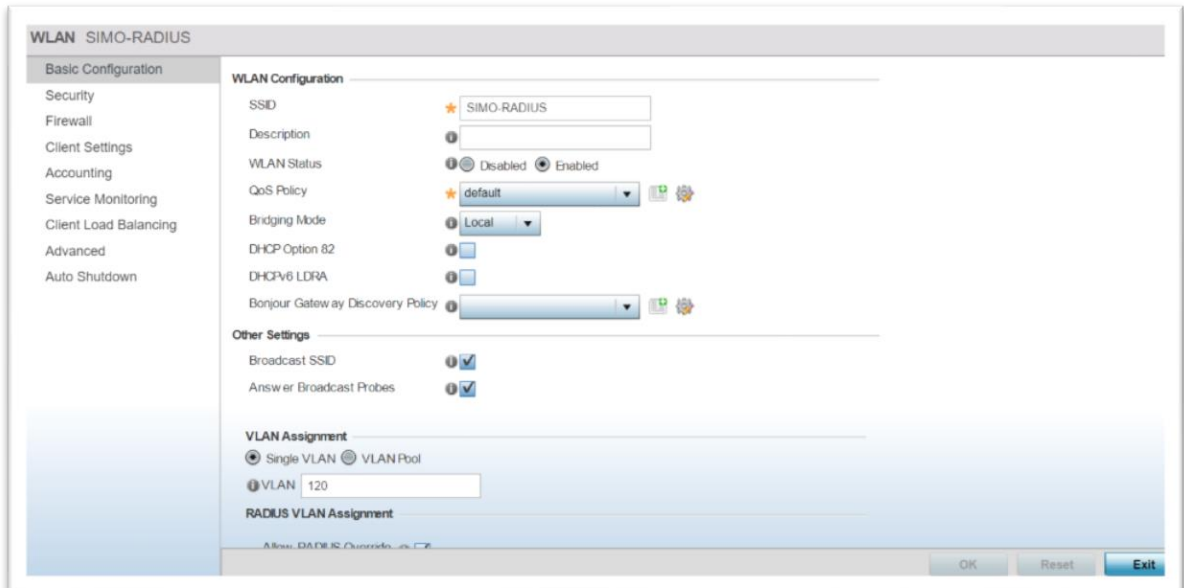 WLAN SIMO-RADIUS
Basic Configuration
Security
Firewall
Client Settings
Accounting
Service Monitoring
Client Load Balancing
Advanced
Auto Shutdown
WLAN Configuration
SSID SIMO-RADIUS
Description
WLAN Status Disabled Enabled
QoS Policy default
Bridging Mode Local
DHCP Option 82
DHCPv6 LDRA
Bonjour Gateway Discovery Policy
Other Settings
Broadcast SSID
Answer Broadcast Probes
VLAN Assignment
Single VLAN VLAN Pool
VLAN 120
RADIUS VLAN Assignment
Allow RADIUS Override
OK Reset Exit